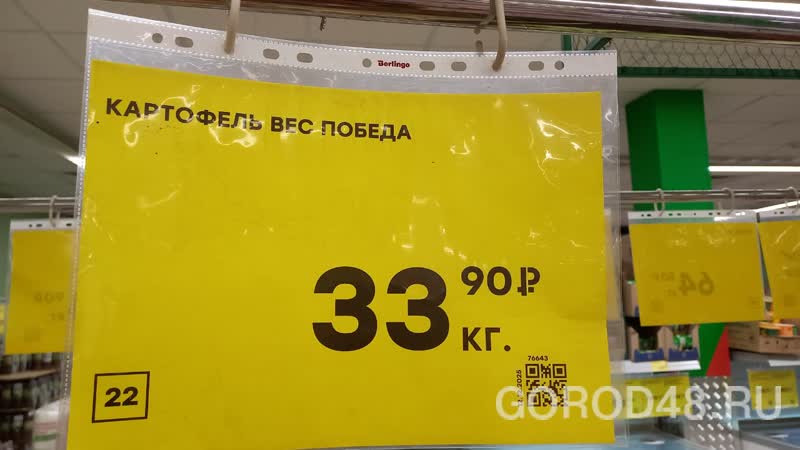 Berlingo
КАРТОФЕЛЬ ВЕС ПОБЕДА
33 90 ₽
КГ.
22
76643
GOROD48.RU